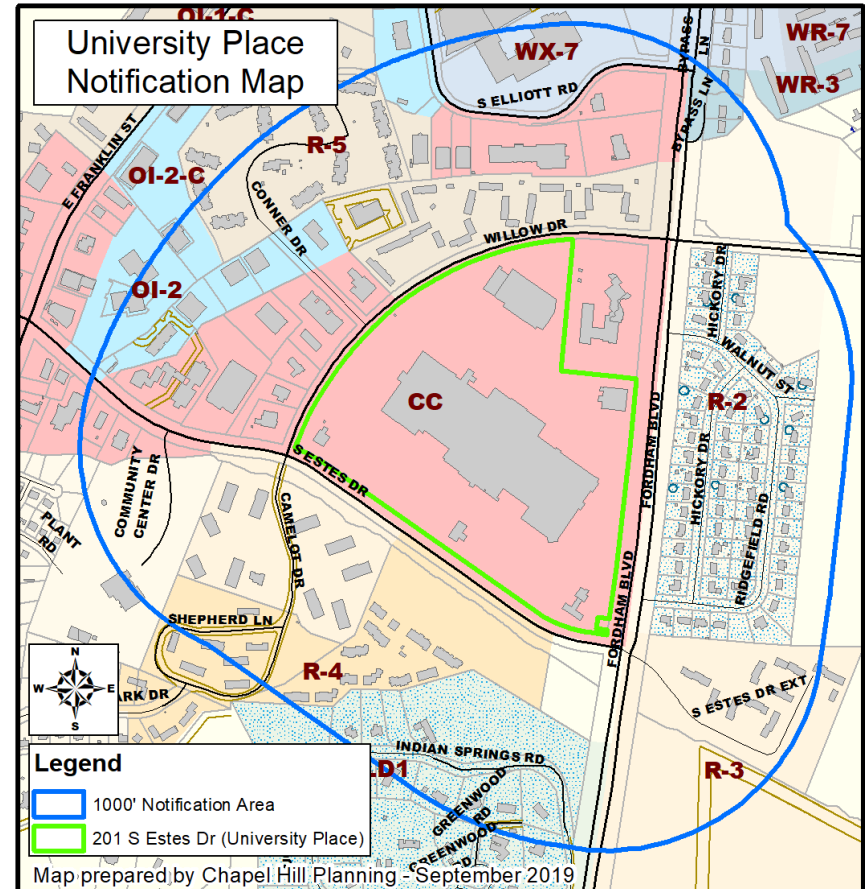 University Place
Notification Map
OI-1-C
WX-7
WR-7
WR-3
BYPASS LN
BYPASS LN
S ELLIOTT RD
E FRANKLIN ST
OI-2-C
R-5
CONNER DR
WILLOW DR
OI-2
HICKORY DR
WALNUT ST
CC
R-2
S ESTES DR
FORDHAM BLVD
HICKORY DR
RIDGEFIELD RD
COMMUNITY
CENTER DR
PLANT
RD
CAMELOT DR
FORDHAM BLVD
SHEPHERD LN
N
W
E
S
ARK DR
R-4
S ESTES DR EXT
INDIAN SPRINGS RD
LD1
R-3
GREENWOOD
RD
GREENWOOD
RD
Legend
1000' Notification Area
201 S Estes Dr (University Place)
Map prepared by Chapel Hill Planning - September 2019